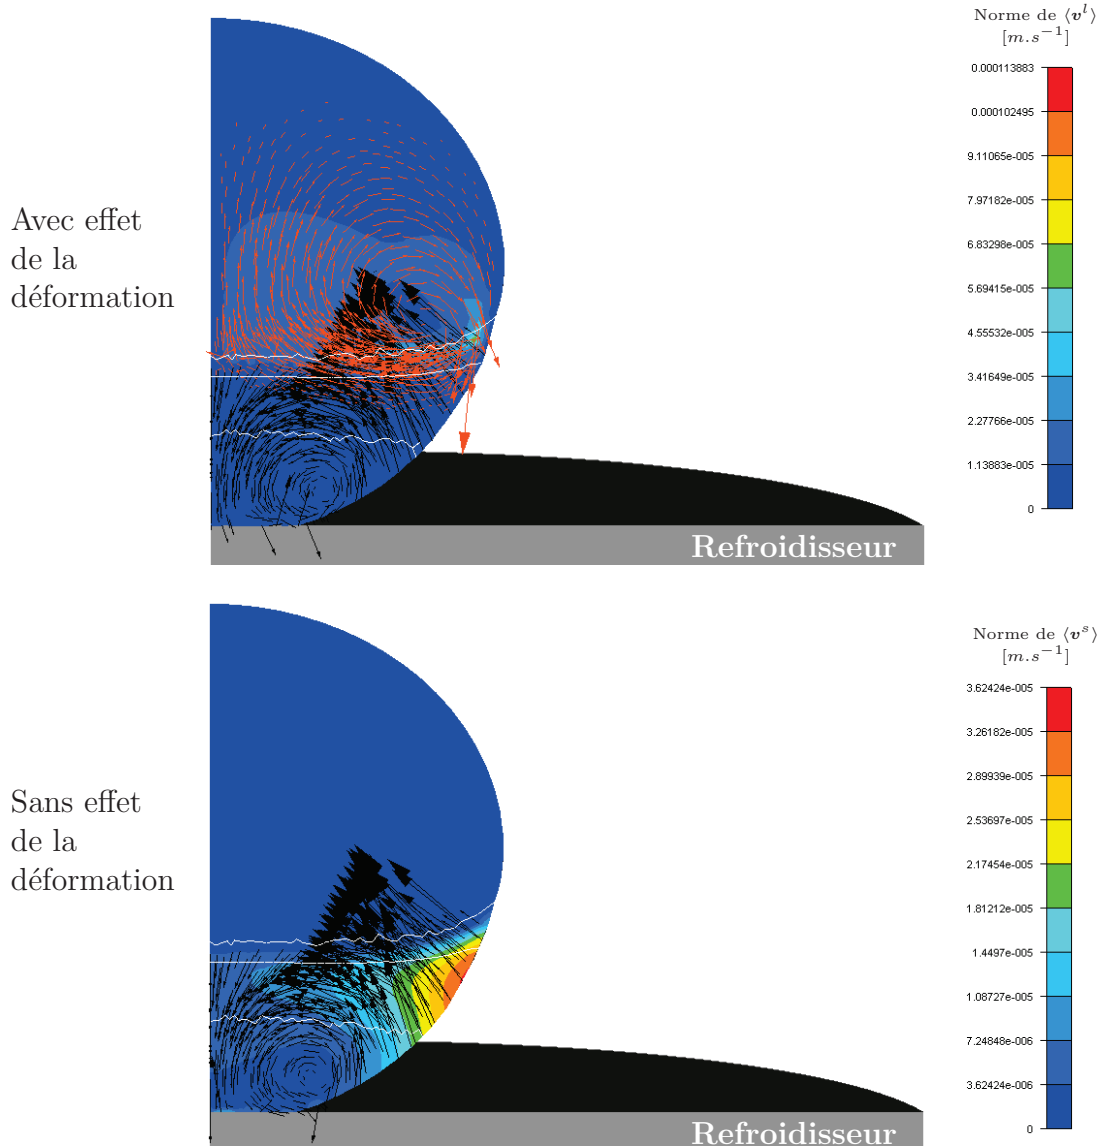 Norme de ⟨v^l⟩
[m.s⁻¹]
0.000113883
0.000102495
9.11065e-005
7.97182e-005
6.83298e-005
5.69415e-005
4.55532e-005
3.41649e-005
2.27766e-005
1.13883e-005
0
Avec effet
de la
déformation
Refroidisseur
Norme de ⟨v^s⟩
[m.s⁻¹]
3.62424e-005
3.26182e-005
2.89939e-005
2.53697e-005
2.17454e-005
1.81212e-005
1.4497e-005
1.08727e-005
7.24848e-006
3.62424e-006
0
Sans effet
de la
déformation
Refroidisseur